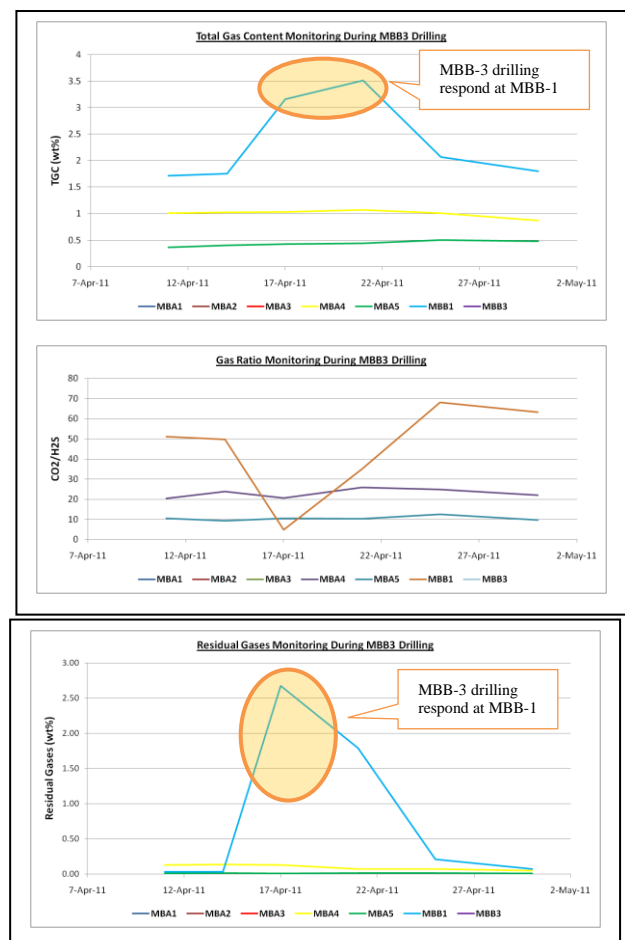 Total Gas Content Monitoring During MBB3 Drilling
MBB-3 drilling
respond at MBB-1
TGC (wt%)
4
3.5
3
2.5
2
1.5
1
0.5
0
7-Apr-11 12-Apr-11 17-Apr-11 22-Apr-11 27-Apr-11 2-May-11
MBA1 MBA2 MBA3 MBA4 MBA5 MBB1 MBB3
Gas Ratio Monitoring During MBB3 Drilling
CO2/H2S
80
70
60
50
40
30
20
10
0
7-Apr-11 12-Apr-11 17-Apr-11 22-Apr-11 27-Apr-11 2-May-11
MBA1 MBA2 MBA3 MBA4 MBA5 MBB1 MBB3
Residual Gases Monitoring During MBB3 Drilling
MBB-3 drilling
respond at MBB-1
Residual Gases (wt%)
3.00
2.50
2.00
1.50
1.00
0.50
0.00
7-Apr-11 12-Apr-11 17-Apr-11 22-Apr-11 27-Apr-11 2-May-11
MBA1 MBA2 MBA3 MBA4 MBA5 MBB1 MBB3